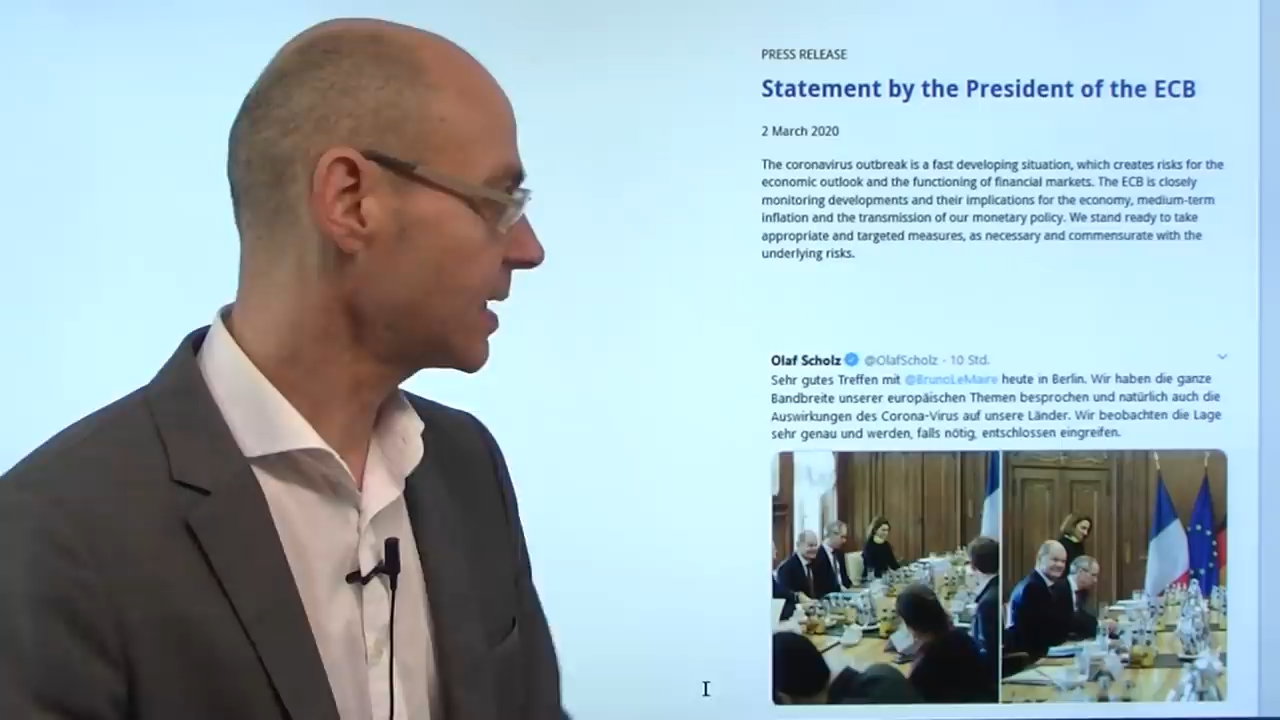 PRESS RELEASE
Statement by the President of the ECB
2 March 2020
The coronavirus outbreak is a fast developing situation, which creates risks for the
economic outlook and the functioning of financial markets. The ECB is closely
monitoring developments and their implications for the economy, medium-term
inflation and the transmission of our monetary policy. We stand ready to take
appropriate and targeted measures, as necessary and commensurate with the
underlying risks.
Olaf Scholz @OlafScholz · 10 Std.
Sehr gutes Treffen mit @BrunoLeMaire heute in Berlin. Wir haben die ganze
Bandbreite unserer europäischen Themen besprochen und natürlich auch die
Auswirkungen des Corona-Virus auf unsere Länder. Wir beobachten die Lage
sehr genau und werden, falls nötig, entschlossen eingreifen.